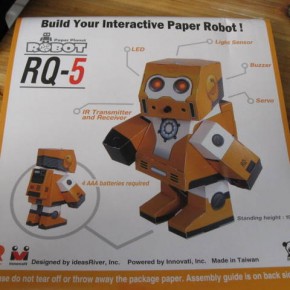 Build Your Interactive Paper Robot !
Paper Planet
ROBOT
RQ-5
LED
Light Sensor
Buzzer
Servo
IR Transmitter
and Receiver
4 AAA batteries required
Standing height :
Designed by ideasRiver, Inc. Powered by Innovati, Inc. Made in Taiwan
do not tear off or throw away the package paper. Assembly guide is on back